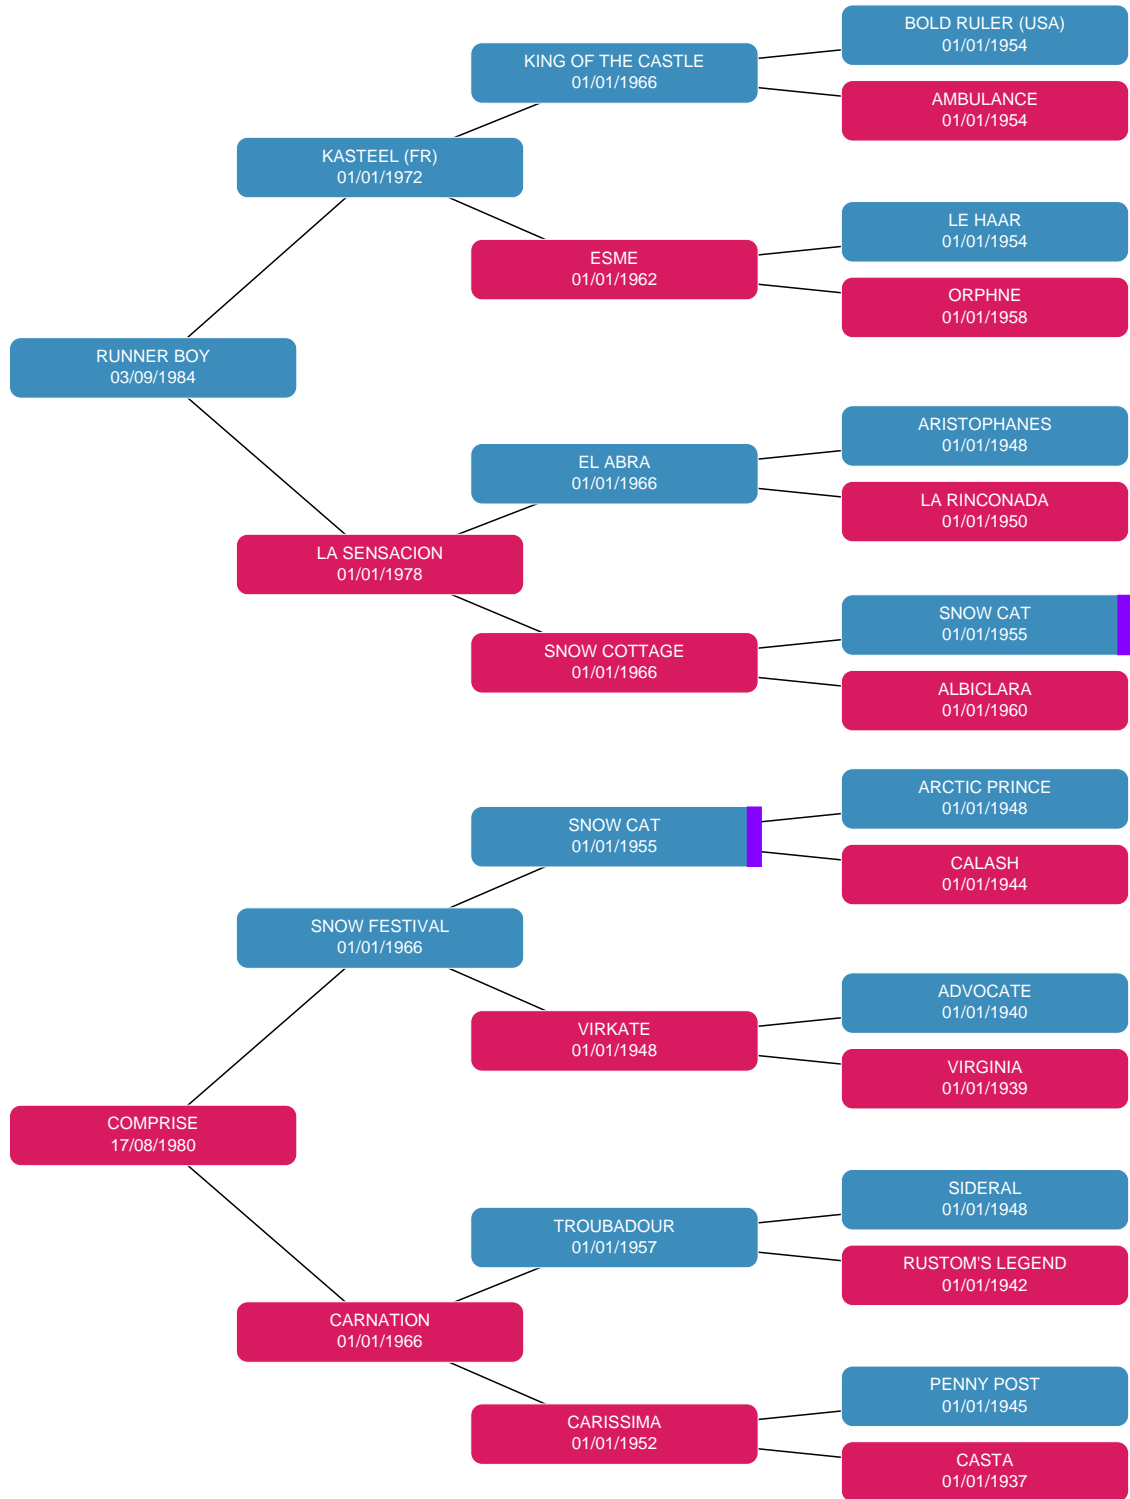 BOLD RULER (USA)
01/01/1954
KING OF THE CASTLE
01/01/1966
AMBULANCE
01/01/1954
KASTEEL (FR)
01/01/1972
LE HAAR
01/01/1954
ESME
01/01/1962
ORPHNE
01/01/1958
RUNNER BOY
03/09/1984
ARISTOPHANES
01/01/1948
EL ABRA
01/01/1966
LA RINCONADA
01/01/1950
LA SENSACION
01/01/1978
SNOW CAT
01/01/1955
SNOW COTTAGE
01/01/1966
ALBICLARA
01/01/1960
ARCTIC PRINCE
01/01/1948
SNOW CAT
01/01/1955
CALASH
01/01/1944
SNOW FESTIVAL
01/01/1966
ADVOCATE
01/01/1940
VIRKATE
01/01/1948
VIRGINIA
01/01/1939
COMPRISE
17/08/1980
SIDERAL
01/01/1948
TROUBADOUR
01/01/1957
RUSTOM'S LEGEND
01/01/1942
CARNATION
01/01/1966
PENNY POST
01/01/1945
CARISSIMA
01/01/1952
CASTA
01/01/1937